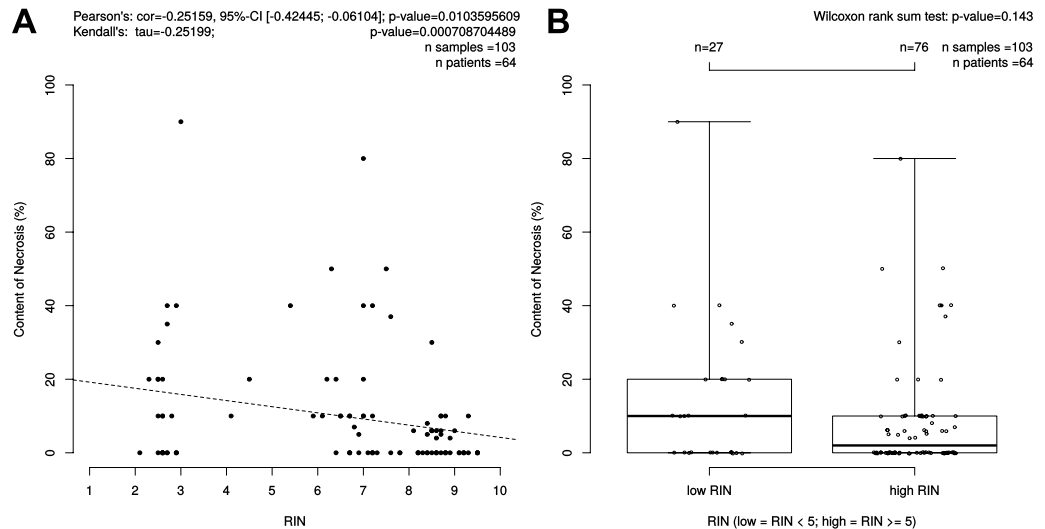 A
Pearson's: cor=-0.25159, 95%-CI [-0.42445; -0.06104]; p-value=0.0103595609
Kendall's: tau=-0.25199; p-value=0.000708704489
n samples =103
n patients =64
Content of Necrosis (%)
100
80
60
40
20
0
1 2 3 4 5 6 7 8 9 10
RIN
B
Wilcoxon rank sum test: p-value=0.143
n=27 n=76 n samples =103
n patients =64
Content of Necrosis (%)
100
80
60
40
20
0
low RIN high RIN
RIN (low = RIN < 5; high = RIN >= 5)